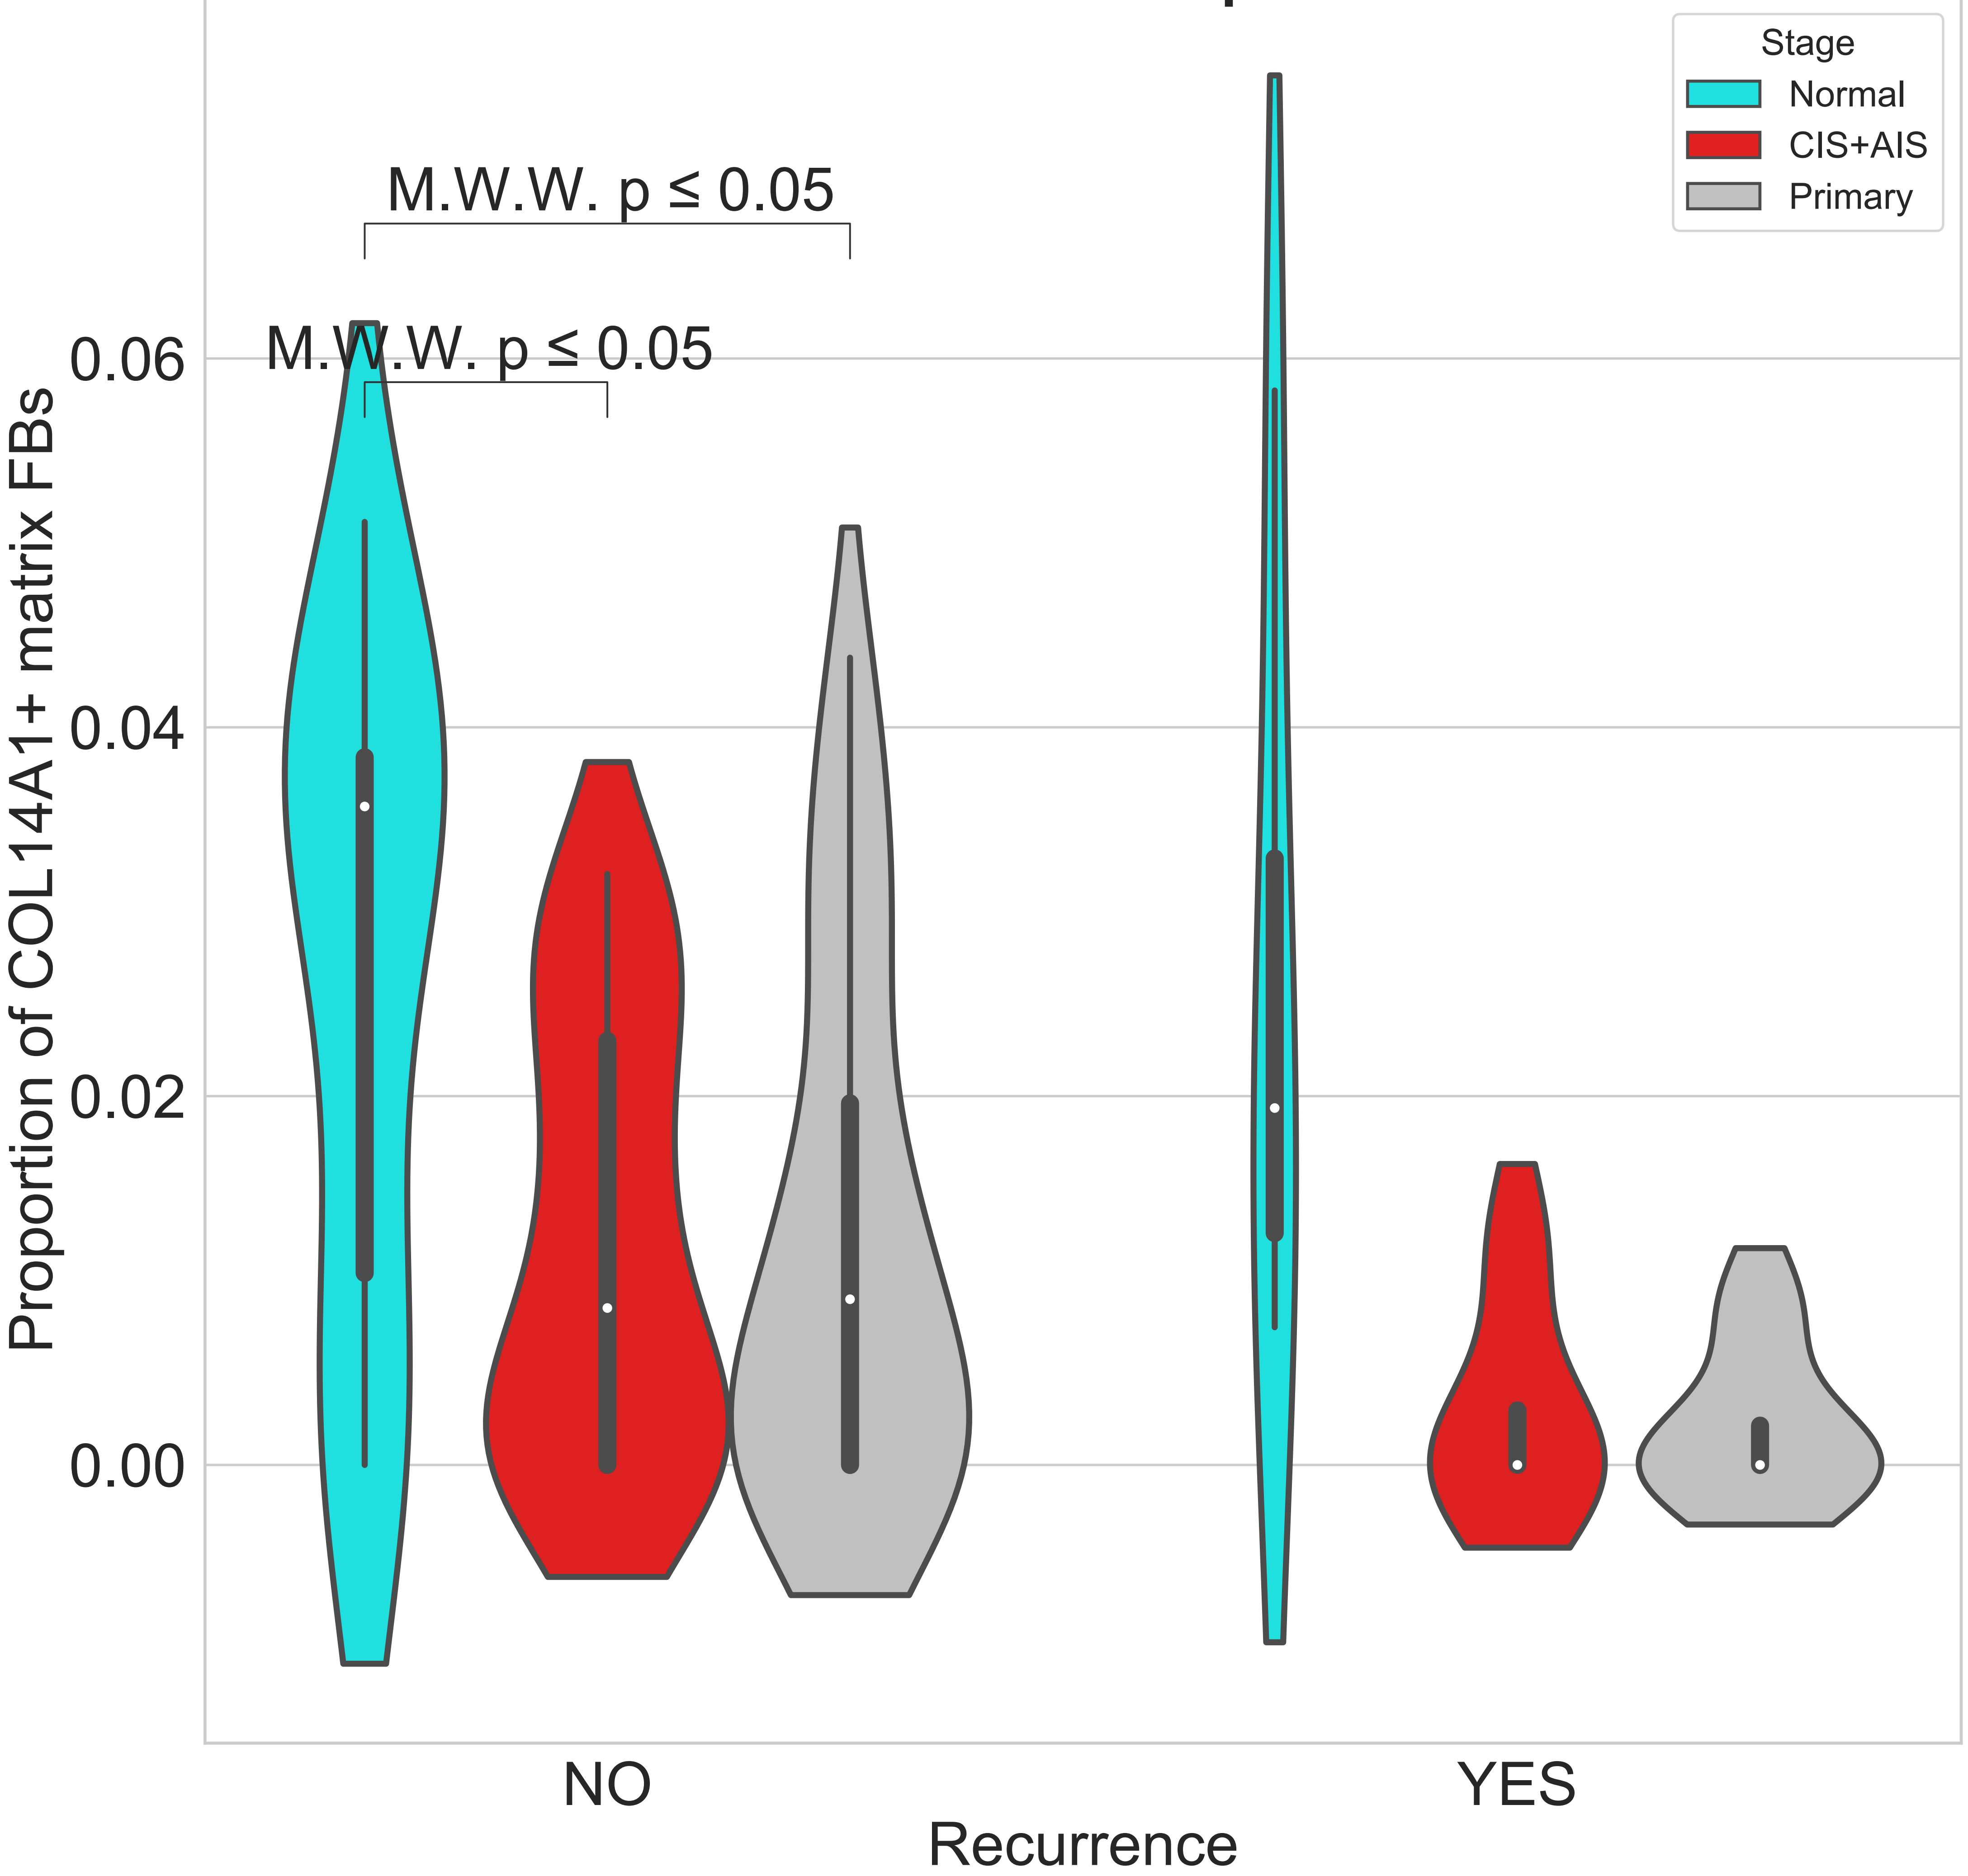 Stage
Normal
CIS+AIS
Primary
M.W.W. p ≤ 0.05
M.W.W. p ≤ 0.05
0.06
0.04
0.02
0.00
Proportion of COL14A1+ matrix FBs
NO
YES
Recurrence